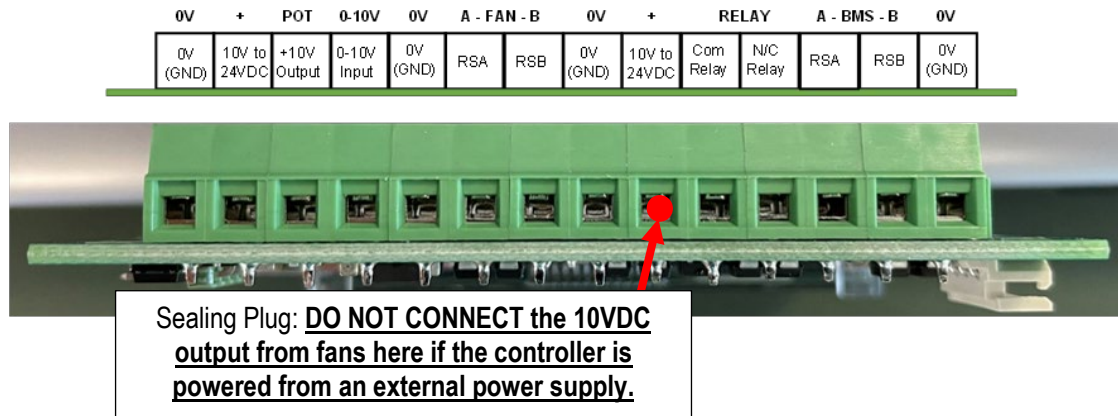 0V + POT 0-10V 0V A - FAN - B 0V + RELAY A - BMS - B 0V
0V (GND) 10V to 24VDC +10V Output 0-10V Input 0V (GND) RSA RSB 0V (GND) 10V to 24VDC Com Relay N/C Relay RSA RSB 0V (GND)
Sealing Plug: DO NOT CONNECT the 10VDC
output from fans here if the controller is
powered from an external power supply.